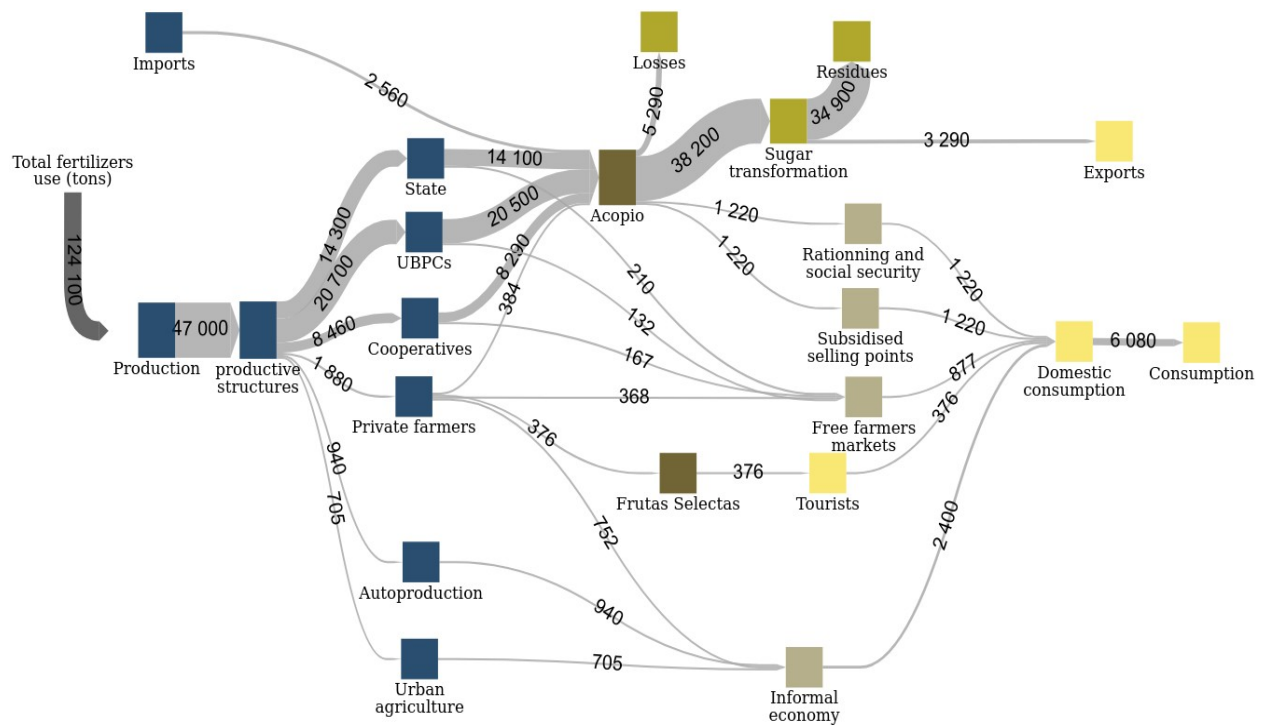 Imports
Losses
Residues
2 560
5 290
34 900
38 200
Sugar
transformation
3 290
Exports
Total fertilizers
use (tons)
124 100
14 100
State
Acopio
14 300
20 500
UBPCs
20 700
1 220
Rationning and
social security
1 220
1 220
Subsidised
selling points
1 220
8 290
210
384
132
47 000
Production
productive
structures
8 460
Cooperatives
167
877
Domestic
consumption
6 080
Consumption
1 880
Private farmers
368
Free farmers
markets
376
376
Frutas Selectas
376
Tourists
940
705
752
2 400
Autoproduction
940
705
Urban
agriculture
Informal
economy